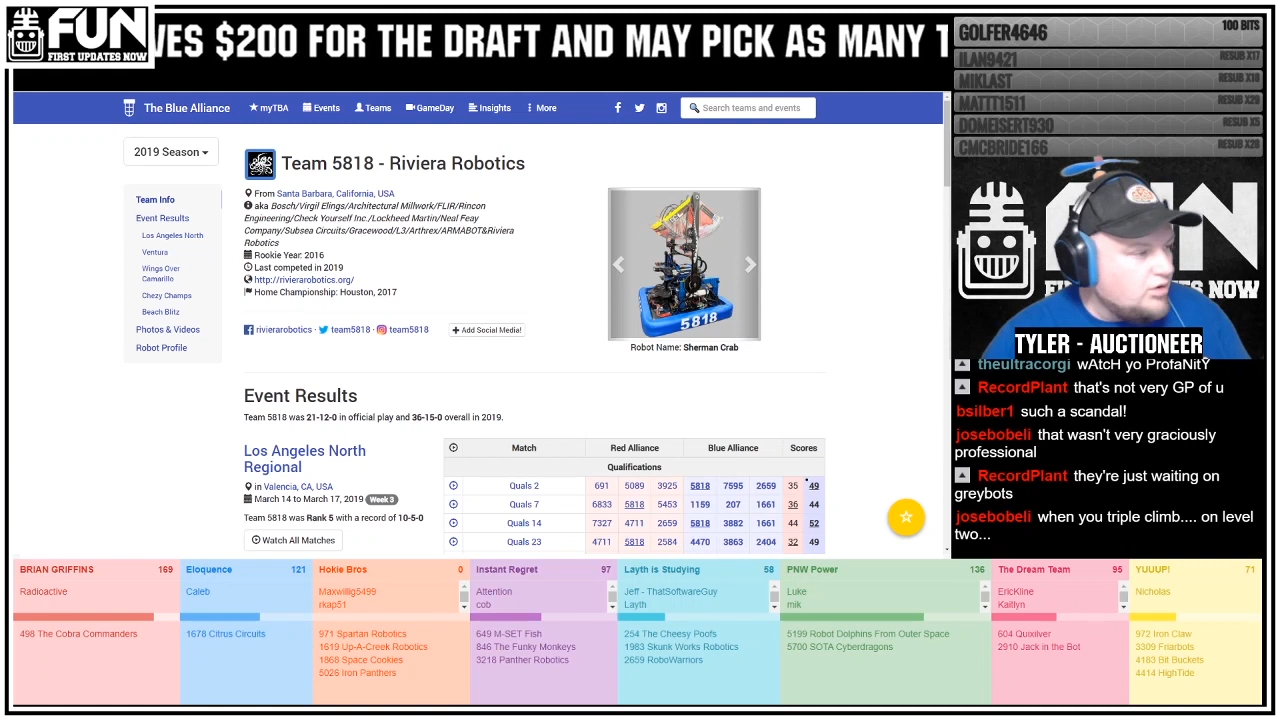 FUN
FIRST UPDATES NOW
VES $200 FOR THE DRAFT AND MAY PICK AS MANY T
GOLFER4646 100 BITS
ILAN9421 RESUB X17
MIKLAST RESUB X18
MATTT1511 RESUB X29
DOMEISERT930 RESUB X5
CMCBRIDE166 RESUB X28
The Blue Alliance myTBA Events Teams GameDay Insights More Search teams and events
2019 Season
Team Info
Event Results
Los Angeles North
Ventura
Wings Over
Camarillo
Chezy Champs
Beach Blitz
Photos & Videos
Robot Profile
Team 5818 - Riviera Robotics
From Santa Barbara, California, USA
aka Bosch/Virgil Elings/Architectural Millwork/FLIR/Rincon
Engineering/Check Yourself Inc./Lockheed Martin/Neal Feay
Company/Subsea Circuits/Gracewood/L3/Arthrex/ARMABOT&Riviera
Robotics
Rookie Year: 2016
Last competed in 2019
http://rivierarobotics.org/
Home Championship: Houston, 2017
rivierarobotics · team5818 · team5818 + Add Social Media!
5818
Robot Name: Sherman Crab
Event Results
Team 5818 was 21-12-0 in official play and 36-15-0 overall in 2019.
Los Angeles North
Regional
in Valencia, CA, USA
March 14 to March 17, 2019 Week 3
Team 5818 was Rank 5 with a record of 10-5-0
Watch All Matches
Match Red Alliance Blue Alliance Scores
Qualifications
Quals 2 691 5089 3925 5818 7595 2659 35 49
Quals 7 6833 5818 5453 1159 207 1661 36 44
Quals 14 7327 4711 2659 5818 3882 1661 44 52
Quals 23 4711 5818 2584 4470 3863 2404 32 49
TYLER - AUCTIONEER
theultracorgi wAtcH yo ProfaNitY
RecordPlant that's not very GP of u
bsilber1 such a scandal!
josebobeli that wasn't very graciously
professional
RecordPlant they're just waiting on
greybots
josebobeli when you triple climb.... on level
two...
BRIAN GRIFFINS 169
Radioactive
498 The Cobra Commanders
Eloquence 121
Caleb
1678 Citrus Circuits
Hokie Bros 0
Maxwillig5499
rkap51
971 Spartan Robotics
1619 Up-A-Creek Robotics
1868 Space Cookies
5026 Iron Panthers
Instant Regret 97
Attention
cob
649 M-SET Fish
846 The Funky Monkeys
3218 Panther Robotics
Layth is Studying 58
Jeff - ThatSoftwareGuy
Layth
254 The Cheesy Poofs
1983 Skunk Works Robotics
2659 RoboWarriors
PNW Power 136
Luke
mik
5199 Robot Dolphins From Outer Space
5700 SOTA Cyberdragons
The Dream Team 95
EricKline
Kaitlyn
604 Quixilver
2910 Jack in the Bot
YUUUP! 71
Nicholas
972 Iron Claw
3309 Friarbots
4183 Bit Buckets
4414 HighTide